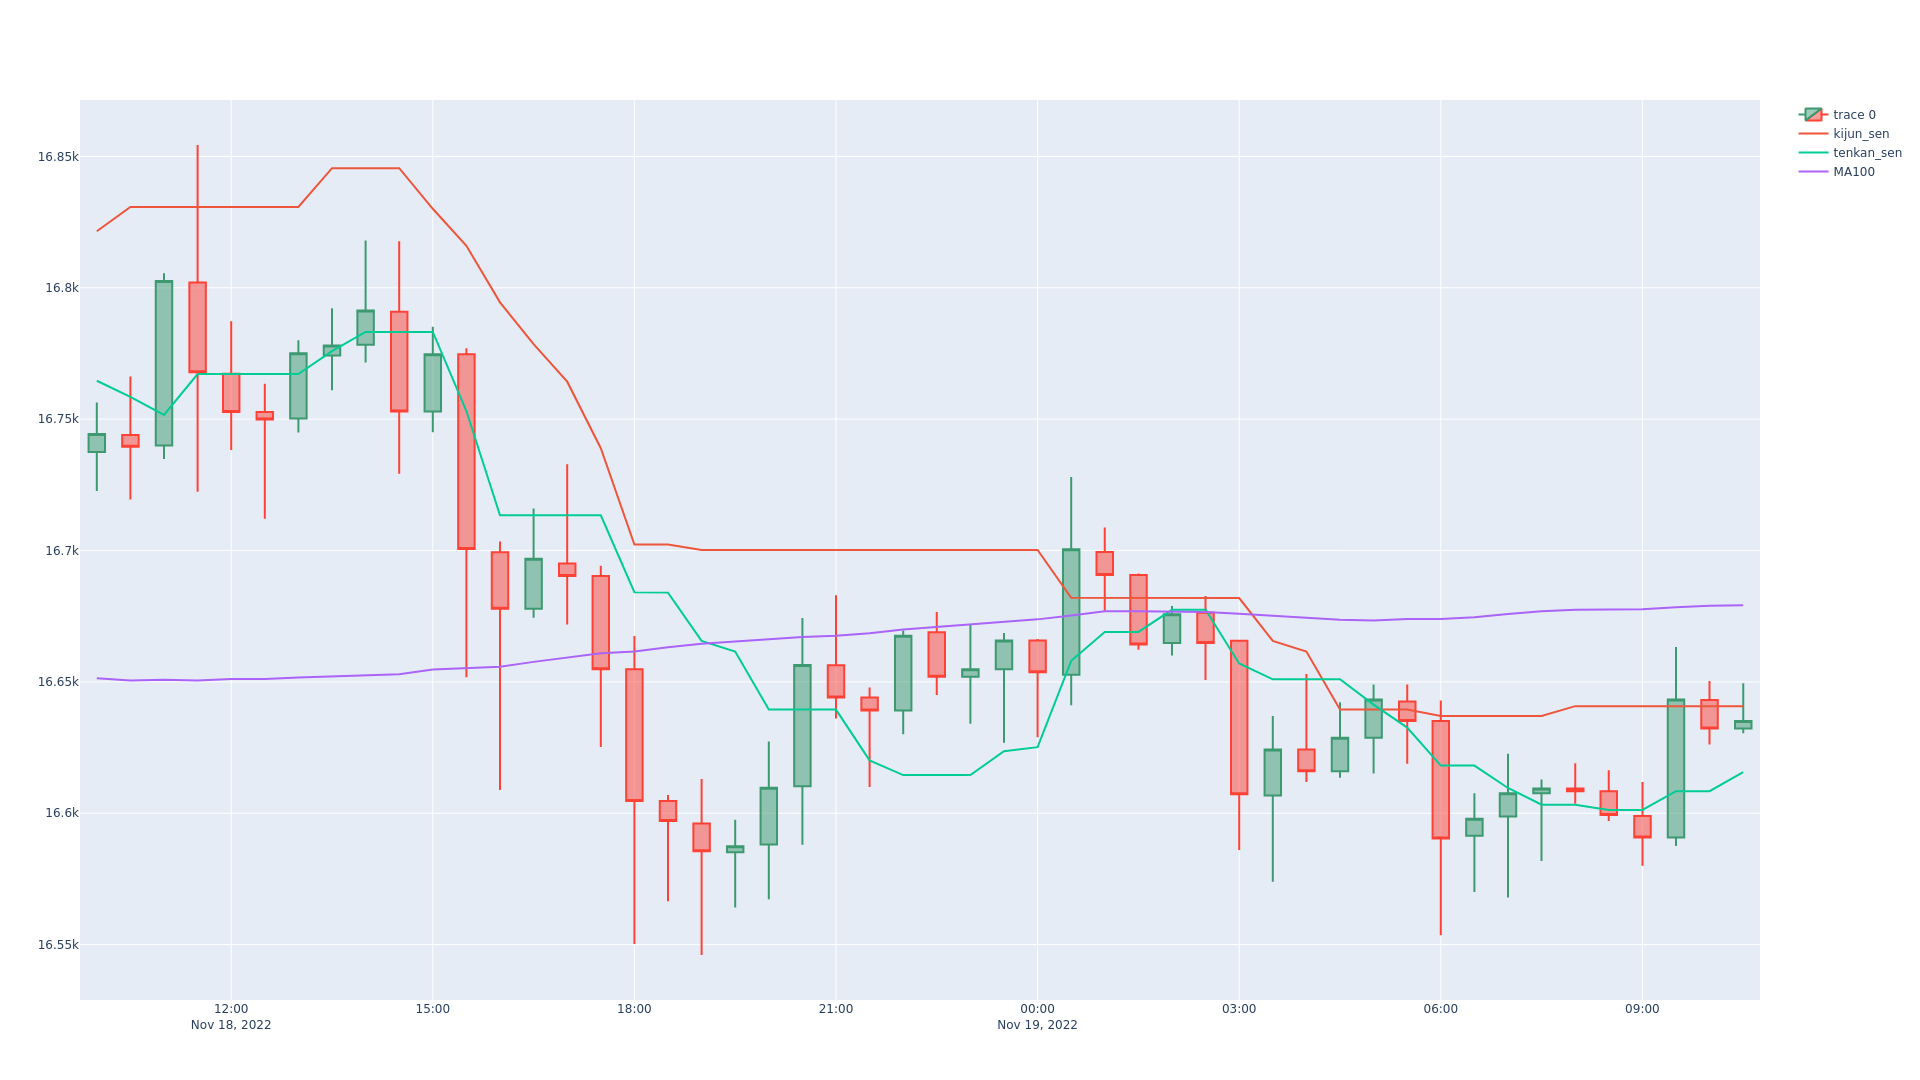 trace 0
kijun_sen
tenkan_sen
MA100
16.85k
16.8k
16.75k
16.7k
16.65k
16.6k
16.55k
12:00 15:00 18:00 21:00 00:00 03:00 06:00 09:00
Nov 18, 2022 Nov 19, 2022